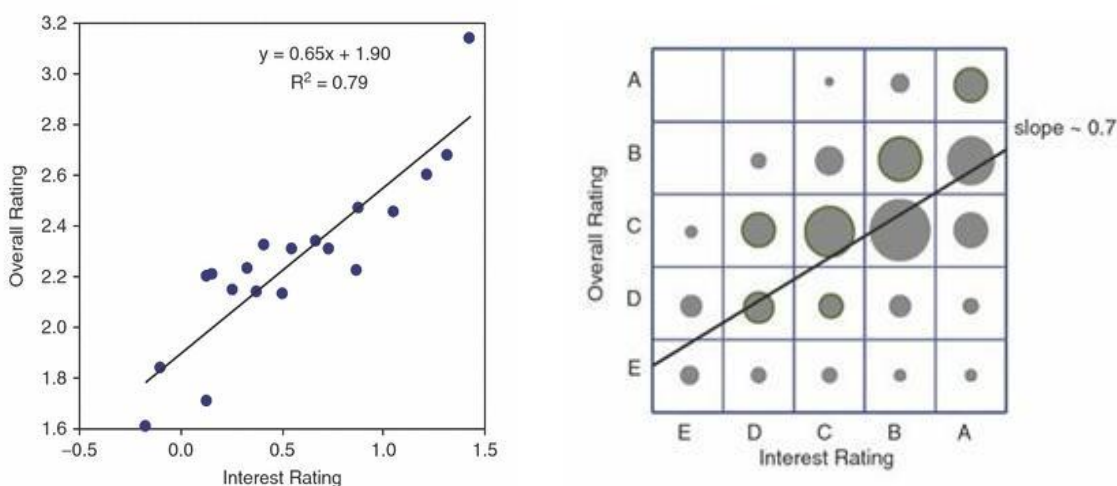 y = 0.65x + 1.90
R² = 0.79
3.2
3.0
2.8
2.6
2.4
2.2
2.0
1.8
1.6
Overall Rating
−0.5 0.0 0.5 1.0 1.5
Interest Rating
A
B
C
D
E
Overall Rating
slope ~ 0.7
E D C B A
Interest Rating